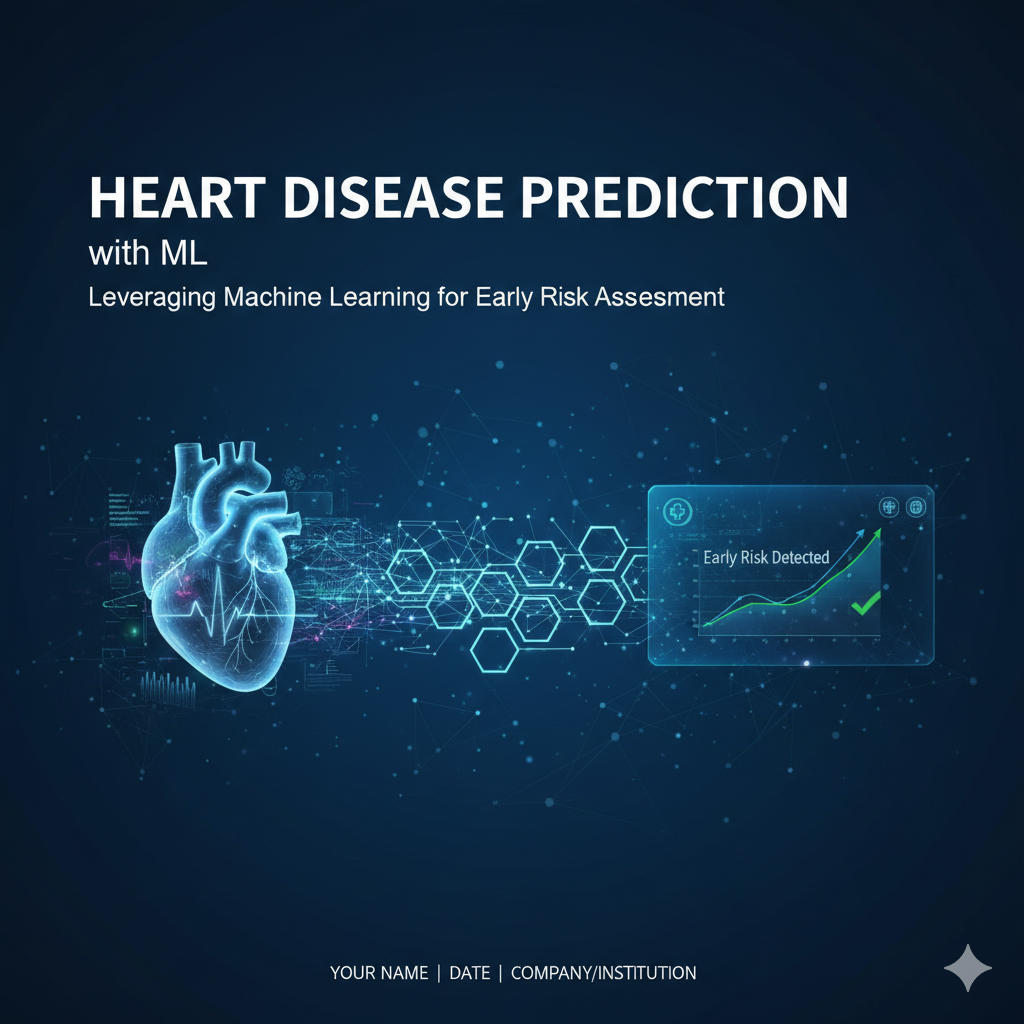 HEART DISEASE PREDICTION
with ML
Leveraging Machine Learning for Early Risk Assesment
Early Risk Detected
YOUR NAME | DATE | COMPANY/INSTITUTION